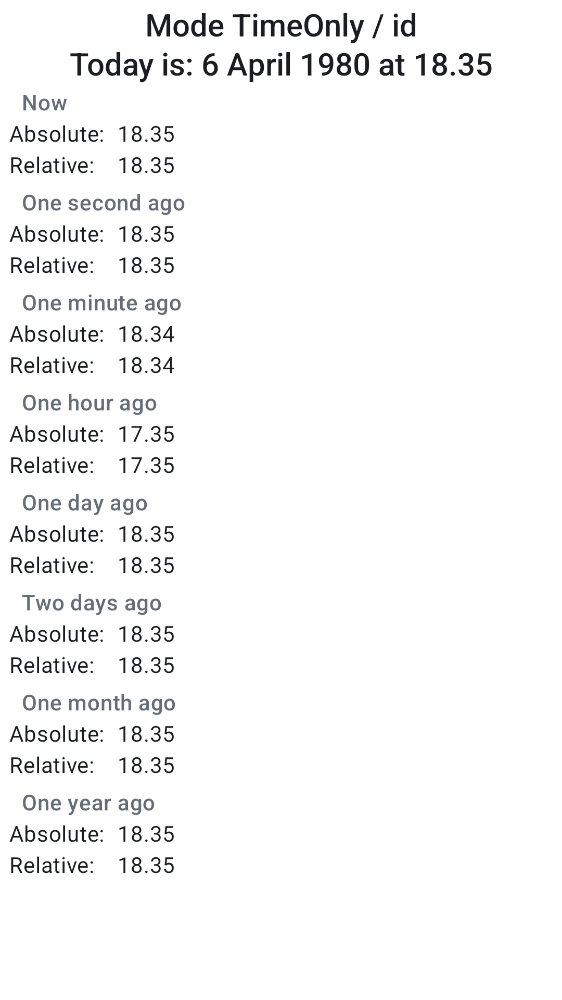 Mode TimeOnly / id
Today is: 6 April 1980 at 18.35
Now
Absolute: 18.35
Relative: 18.35
One second ago
Absolute: 18.35
Relative: 18.35
One minute ago
Absolute: 18.34
Relative: 18.34
One hour ago
Absolute: 17.35
Relative: 17.35
One day ago
Absolute: 18.35
Relative: 18.35
Two days ago
Absolute: 18.35
Relative: 18.35
One month ago
Absolute: 18.35
Relative: 18.35
One year ago
Absolute: 18.35
Relative: 18.35